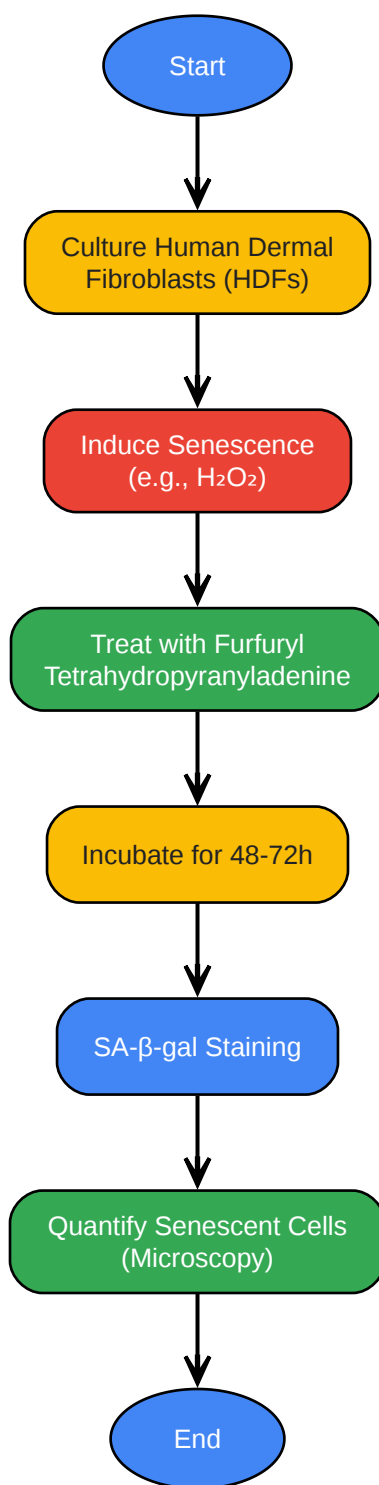 Start
Culture Human Dermal
Fibroblasts (HDFs)
Induce Senescence
(e.g., H₂O₂)
Treat with Furfuryl
Tetrahydropyranyladenine
Incubate for 48-72h
SA-β-gal Staining
Quantify Senescent Cells
(Microscopy)
End